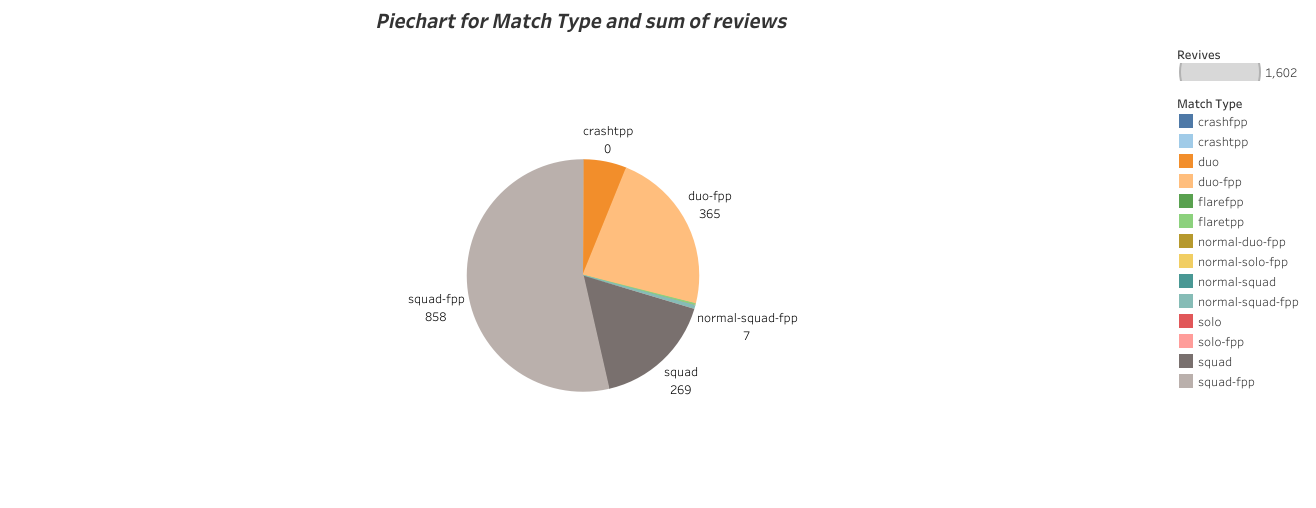 Piechart for Match Type and sum of reviews
Revives
1,602
Match Type
crashfpp
crashtpp
duo
duo-fpp
flarefpp
flaretpp
normal-duo-fpp
normal-solo-fpp
normal-squad
normal-squad-fpp
solo
solo-fpp
squad
squad-fpp
crashtpp
0
duo-fpp
365
squad-fpp
858
normal-squad-fpp
7
squad
269